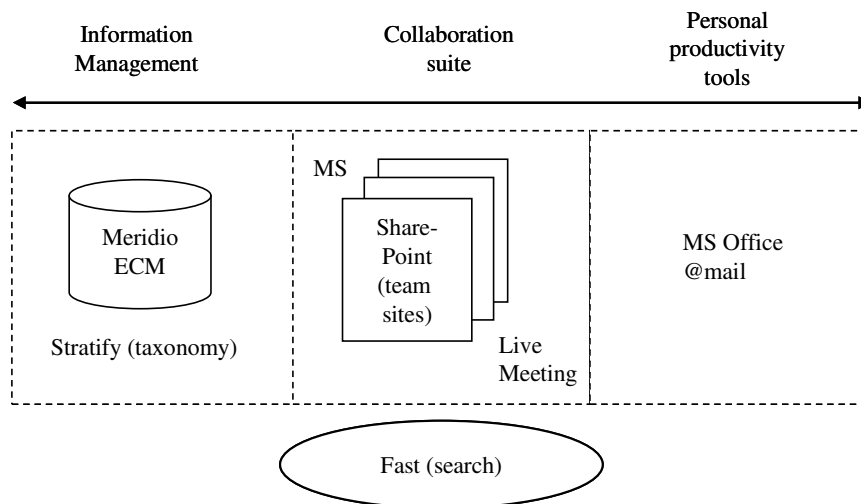 Information
Management
Collaboration
suite
Personal
productivity
tools
Meridio
ECM
Stratify (taxonomy)
MS
Share-
Point
(team
sites)
Live
Meeting
MS Office
@mail
Fast (search)